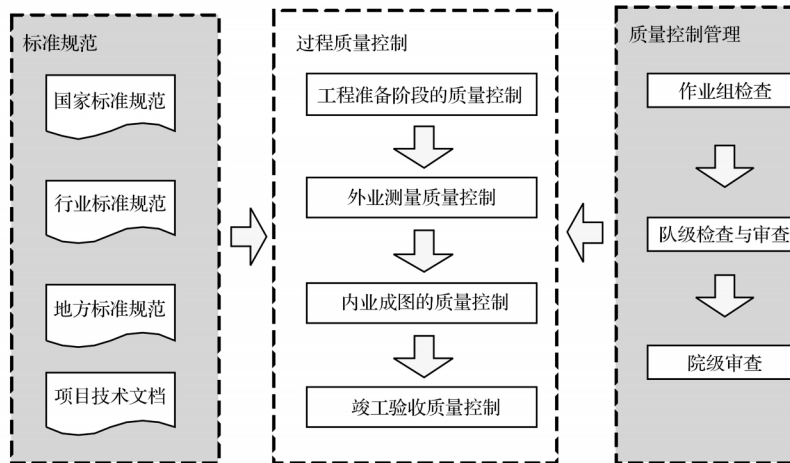 标准规范
国家标准规范
行业标准规范
地方标准规范
项目技术文档
过程质量控制
工程准备阶段的质量控制
外业测量质量控制
内业成图的质量控制
竣工验收质量控制
质量控制管理
作业组检查
队级检查与审查
院级审查